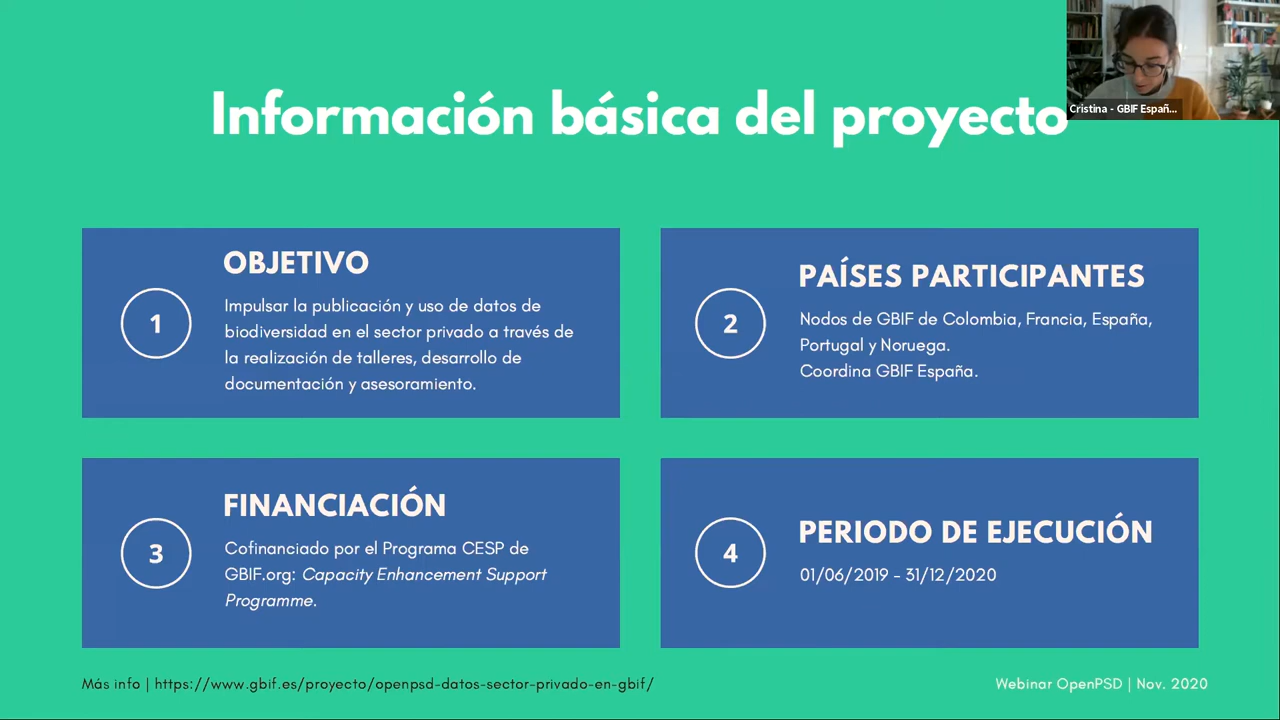 Información básica del proyecto
Cristina - GBIF Españ...
1
OBJETIVO
Impulsar la publicación y uso de datos de
biodiversidad en el sector privado a través de
la realización de talleres, desarrollo de
documentación y asesoramiento.
2
PAÍSES PARTICIPANTES
Nodos de GBIF de Colombia, Francia, España,
Portugal y Noruega.
Coordina GBIF España.
3
FINANCIACIÓN
Cofinanciado por el Programa CESP de
GBIF.org: Capacity Enhancement Support
Programme.
4
PERIODO DE EJECUCIÓN
01/06/2019 - 31/12/2020
Más info | https://www.gbif.es/proyecto/openpsd-datos-sector-privado-en-gbif/
Webinar OpenPSD | Nov. 2020